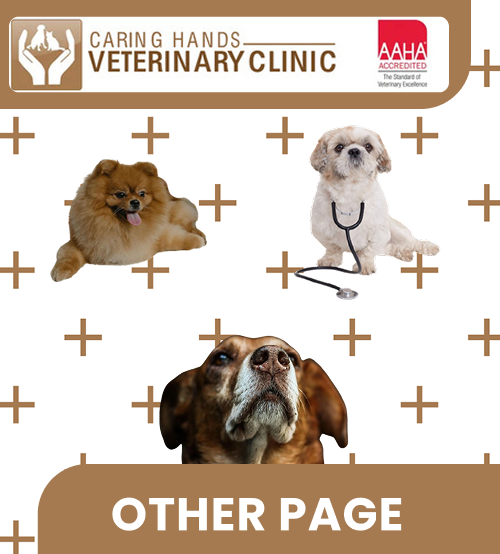 CARING HANDS
VETERINARY CLINIC
AAHA
ACCREDITED
The Standard of
Veterinary Excellence
OTHER PAGE